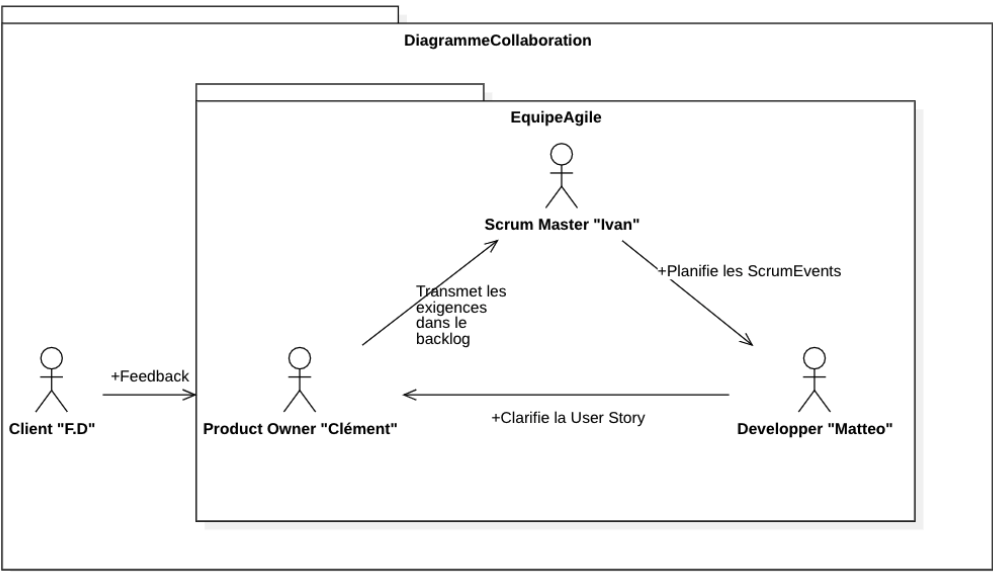 DiagrammeCollaboration
EquipeAgile
Scrum Master "Ivan"
+Planifie les ScrumEvents
Transmet les
exigences
dans le
backlog
+Feedback
+Clarifie la User Story
Client "F.D"
Product Owner "Clément"
Developper "Matteo"